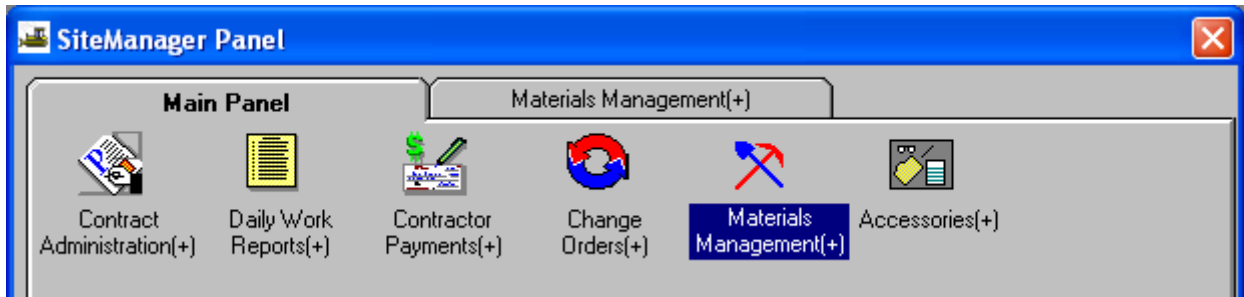 SiteManager Panel
Main Panel
Materials Management(+)
Contract
Administration(+)
Daily Work
Reports(+)
Contractor
Payments(+)
Change
Orders(+)
Materials
Management(+)
Accessories(+)